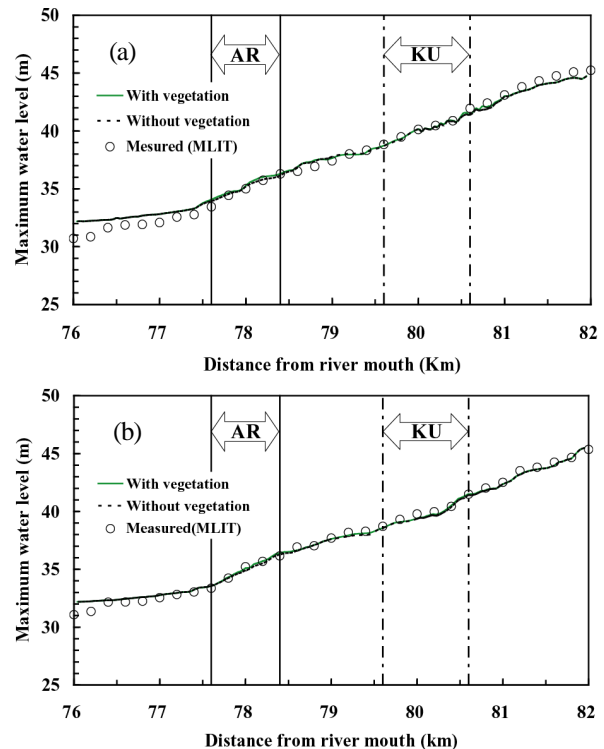 50
(a)
AR
KU
45
With vegetation
40
Without vegetation
Mesured (MLIT)
35
30
25
Maximum water level (m)
76 77 78 79 80 81 82
Distance from river mouth (Km)
50
(b)
AR
KU
45
With vegetation
40
Without vegetation
Measured(MLIT)
35
30
25
Maximum water level (m)
76 77 78 79 80 81 82
Distance from river mouth (km)